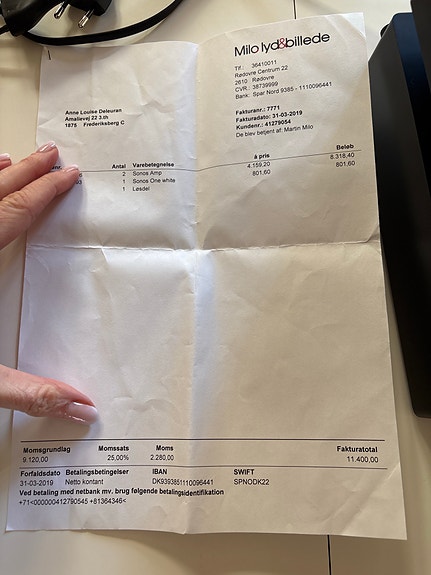 Milo lyd&billede
Tlf.: 36410011
Rødovre Centrum 22
2610 Rødovre
CVR.: 38739999
Bank: Spar Nord 9385 - 1110096441
Anne Louise Deleuran
Amalievej 22 3.th
1875 Frederiksberg C
Fakturanr.: 7771
Fakturadato: 31-03-2019
Kundenr.: 41279054
De blev betjent af: Martin Milo
Antal Varebetegnelse à pris Beløb
2 Sonos Amp 4.159,20 8.318,40
1 Sonos One white 801,60 801,60
1 Løsdel
Momsgrundlag Momssats Moms Fakturatotal
9.120,00 25,00% 2.280,00 11.400,00
Forfaldsdato Betalingsbetingelser IBAN SWIFT
31-03-2019 Netto kontant DK9393851110096441 SPNODK22
Ved betaling med netbank mv. brug følgende betalingsidentifikation
+71<000000412790545 +81364346<